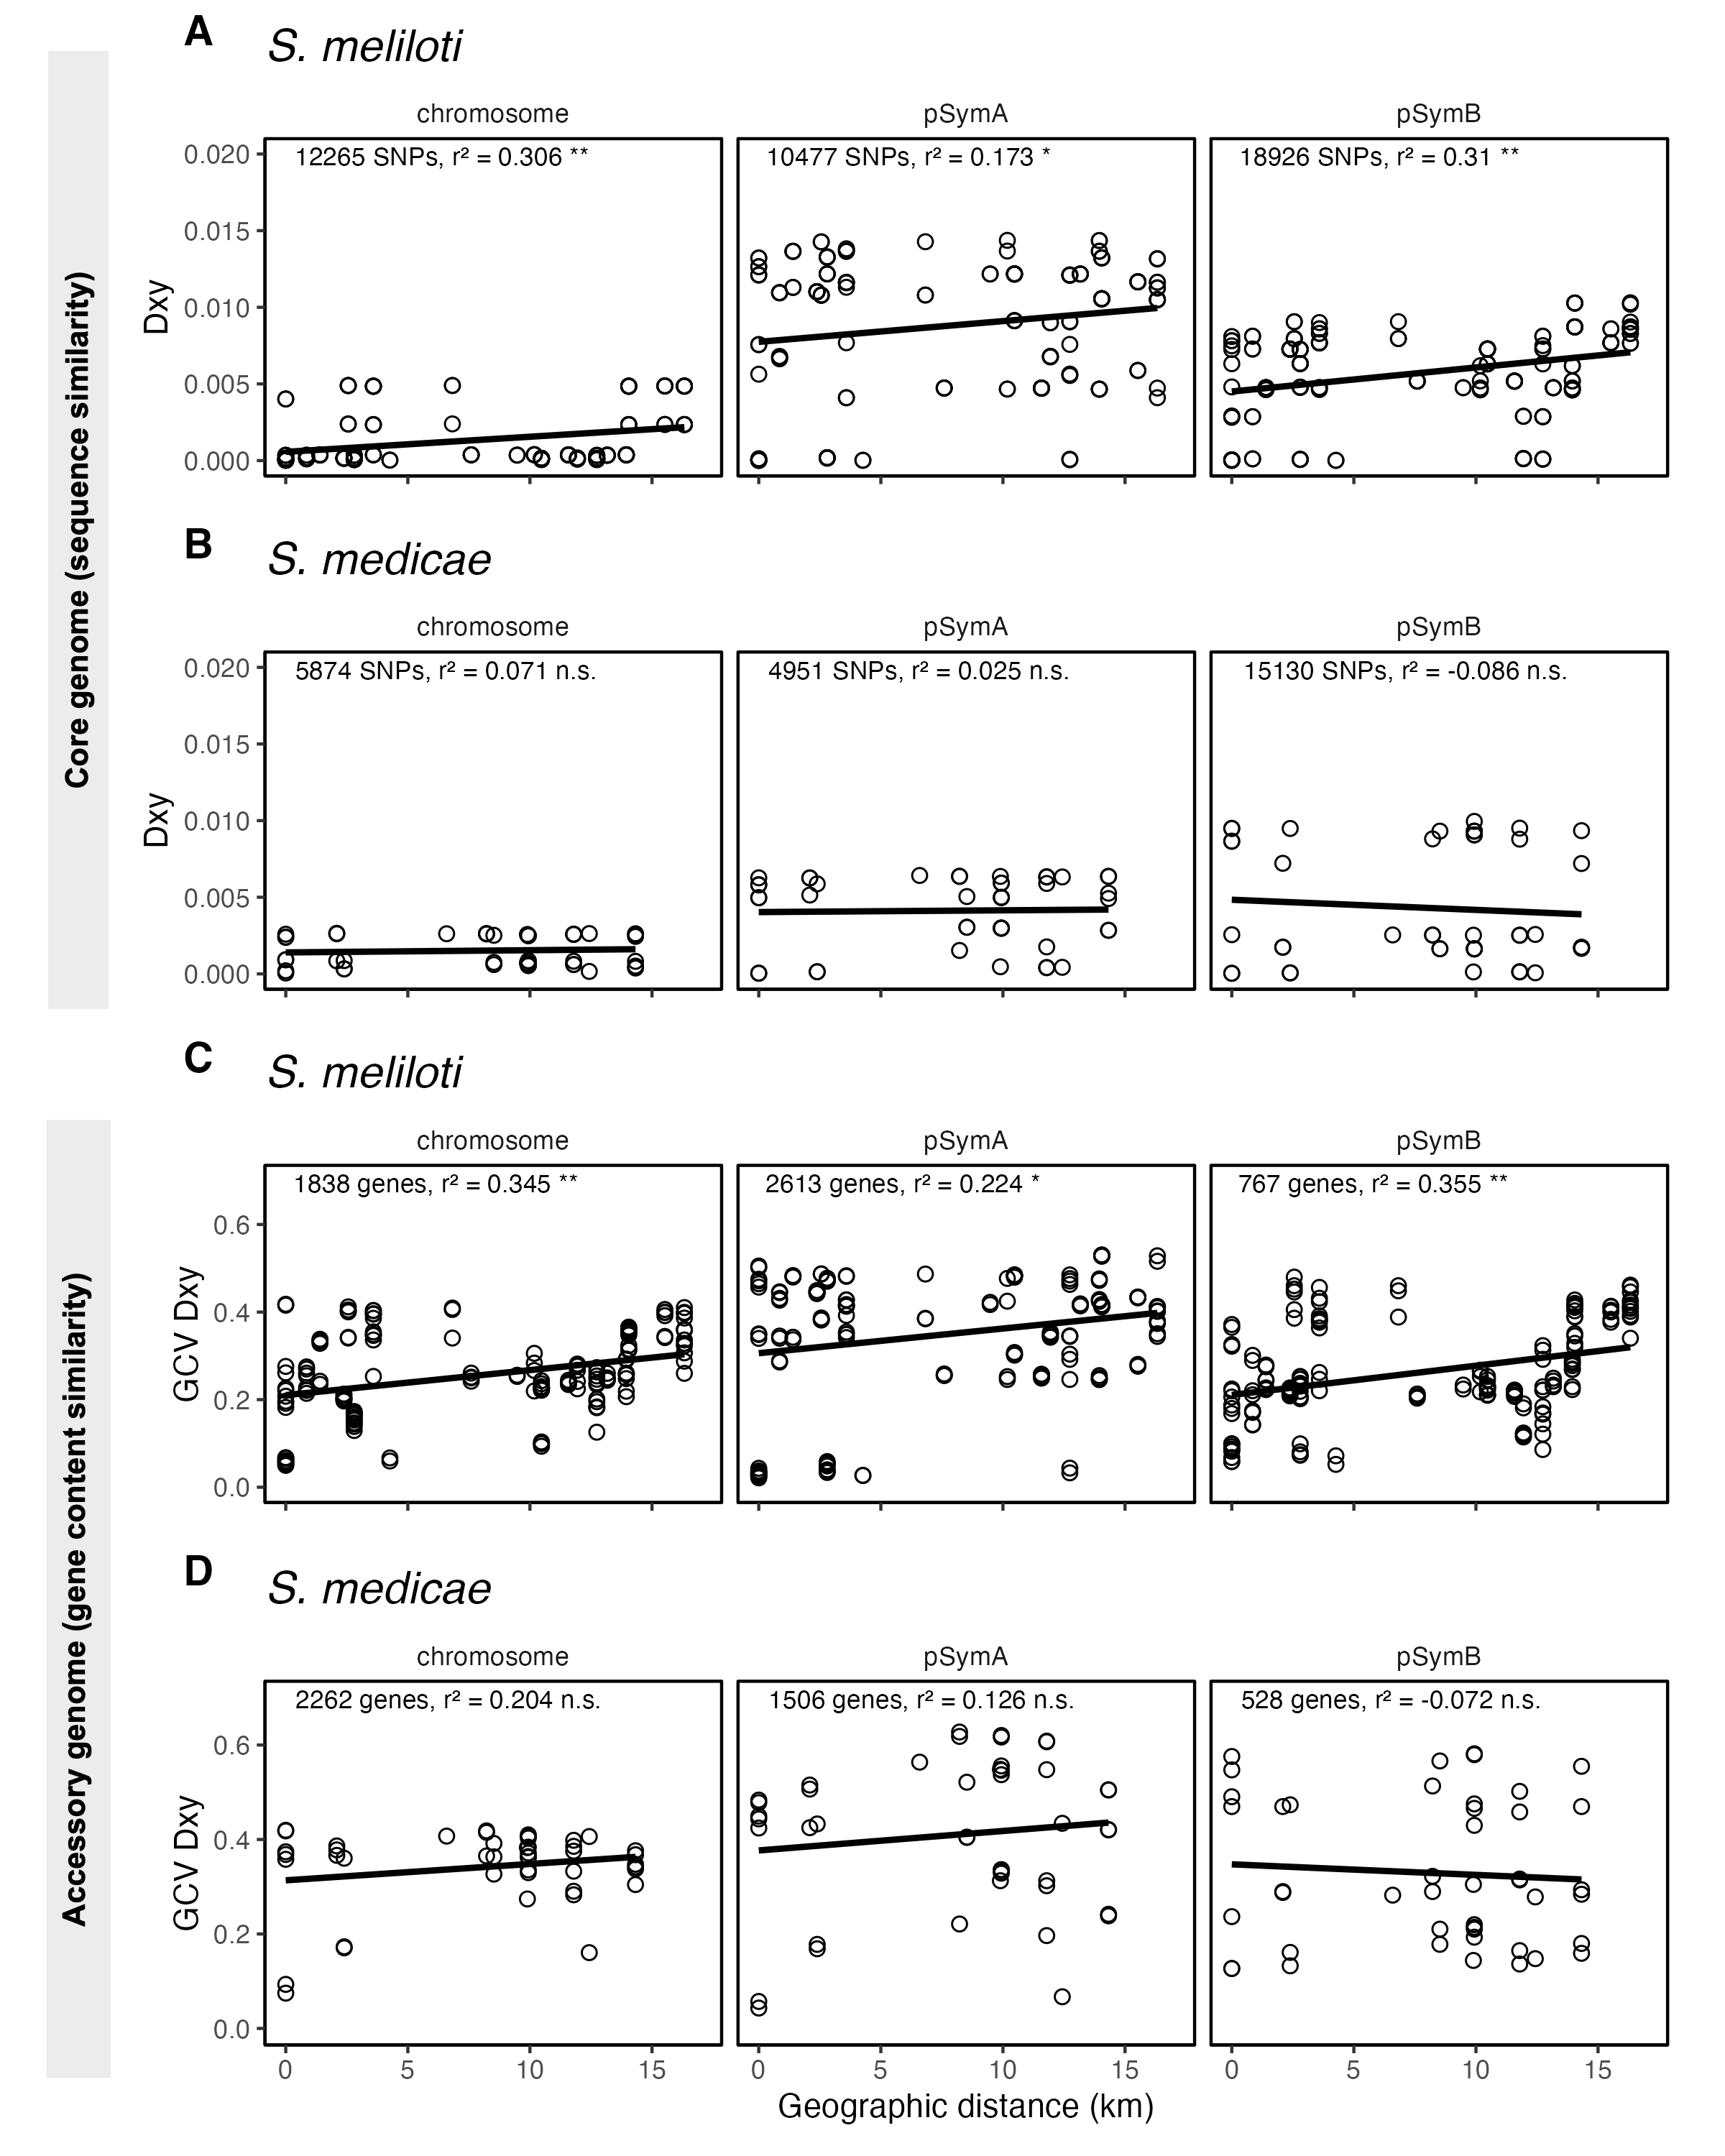 Core genome (sequence similarity)
A
S. meliloti
chromosome
pSymA
pSymB
Dxy
0.020
0.015
0.010
0.005
0.000
12265 SNPs, r² = 0.306 **
10477 SNPs, r² = 0.173 *
18926 SNPs, r² = 0.31 **
B
S. medicae
chromosome
pSymA
pSymB
Dxy
0.020
0.015
0.010
0.005
0.000
5874 SNPs, r² = 0.071 n.s.
4951 SNPs, r² = 0.025 n.s.
15130 SNPs, r² = -0.086 n.s.
Accessory genome (gene content similarity)
C
S. meliloti
chromosome
pSymA
pSymB
GCV Dxy
0.6
0.4
0.2
0.0
1838 genes, r² = 0.345 **
2613 genes, r² = 0.224 *
767 genes, r² = 0.355 **
D
S. medicae
chromosome
pSymA
pSymB
GCV Dxy
0.6
0.4
0.2
0.0
2262 genes, r² = 0.204 n.s.
1506 genes, r² = 0.126 n.s.
528 genes, r² = -0.072 n.s.
0 5 10 15
0 5 10 15
0 5 10 15
Geographic distance (km)